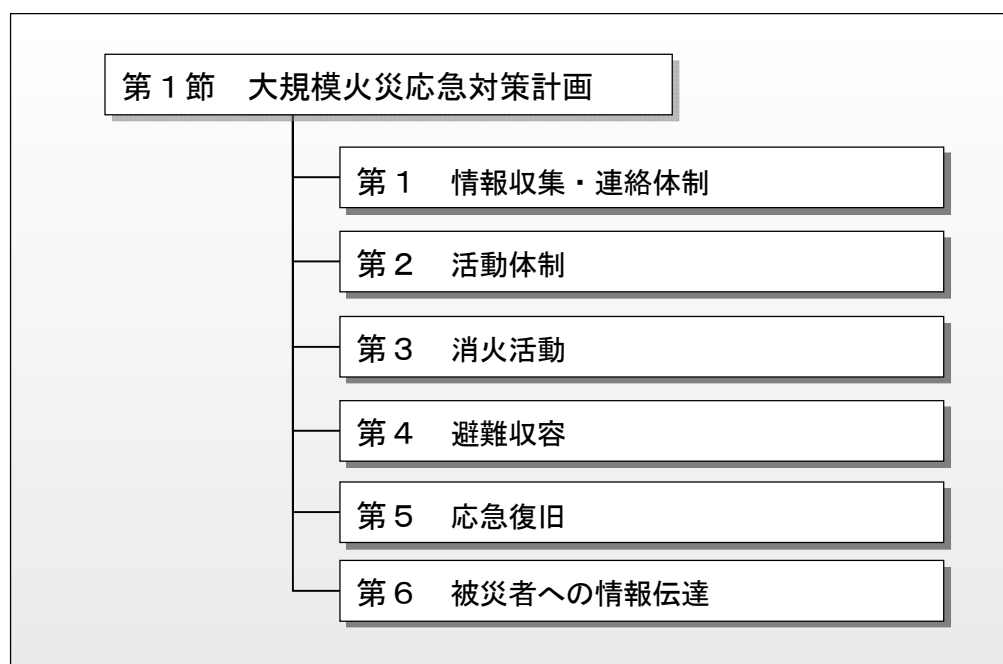 第１節　大規模火災応急対策計画
第１　情報収集・連絡体制
第２　活動体制
第３　消火活動
第４　避難収容
第５　応急復旧
第６　被災者への情報伝達